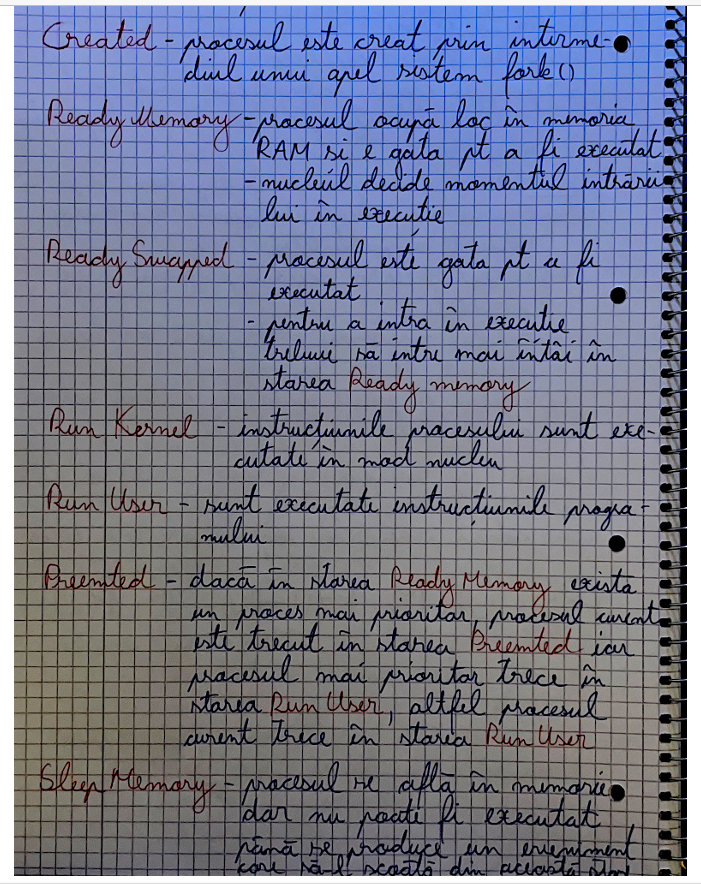 Created - procesul este creat prin interme-
diul unui apel sistem fork()
Ready Memory - procesul ocupă loc în memoria
RAM si e gata pt a fi executat
- nucleul decide momentul intrării
lui în executie
Ready Swapped - procesul este gata pt a fi
executat
- pentru a intra în executie
trebuie să intre mai întâi în
starea Ready memory
Run Kernel - instrucțiunile procesului sunt exe-
cutate în mod nucleu
Run User - sunt executate instrucțiunile progra-
mului
Preemted - dacă în starea Ready Memory exista
un proces mai prioritar, procesul curent
este trecut în starea Preemted iar
procesul mai prioritar trece în
starea Run User, altfel procesul
curent trece în starea Run User
Sleep Memory - procesul se află în memorie
dar nu poate fi executat
până se produce un eveniment
care să-l scoată din această